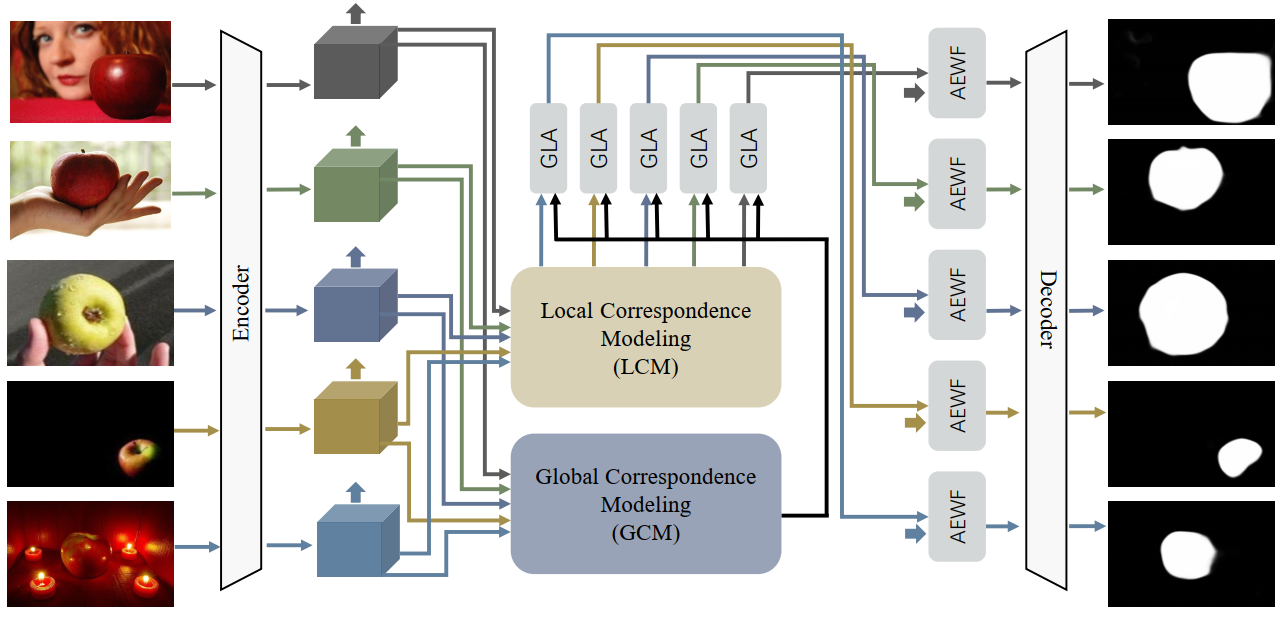 Encoder
Local Correspondence
Modeling
(LCM)
Global Correspondence
Modeling
(GCM)
GLA
GLA
GLA
GLA
GLA
AEWF
AEWF
AEWF
AEWF
AEWF
Decoder